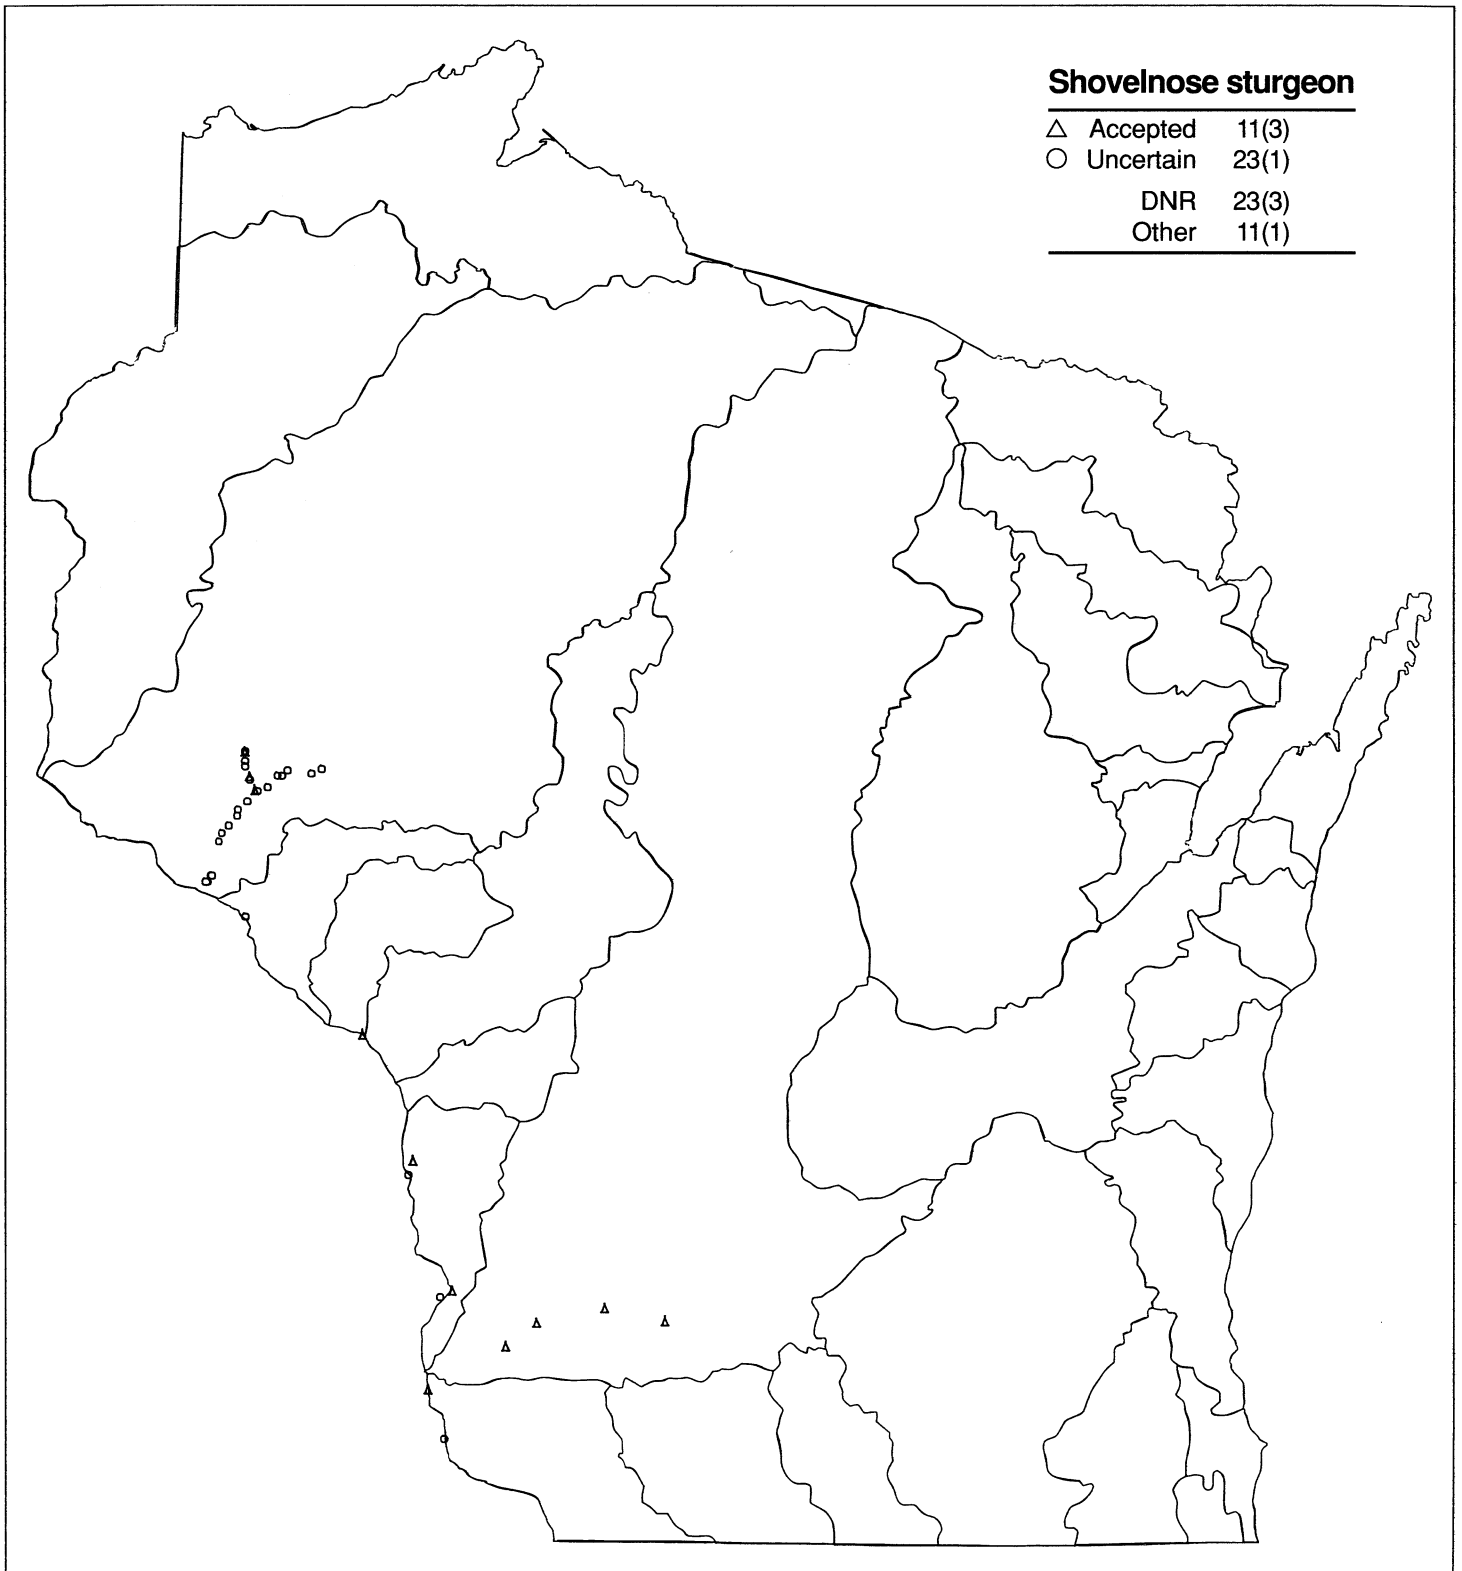 Shovelnose sturgeon
△ Accepted 11(3)
○ Uncertain 23(1)
DNR 23(3)
Other 11(1)